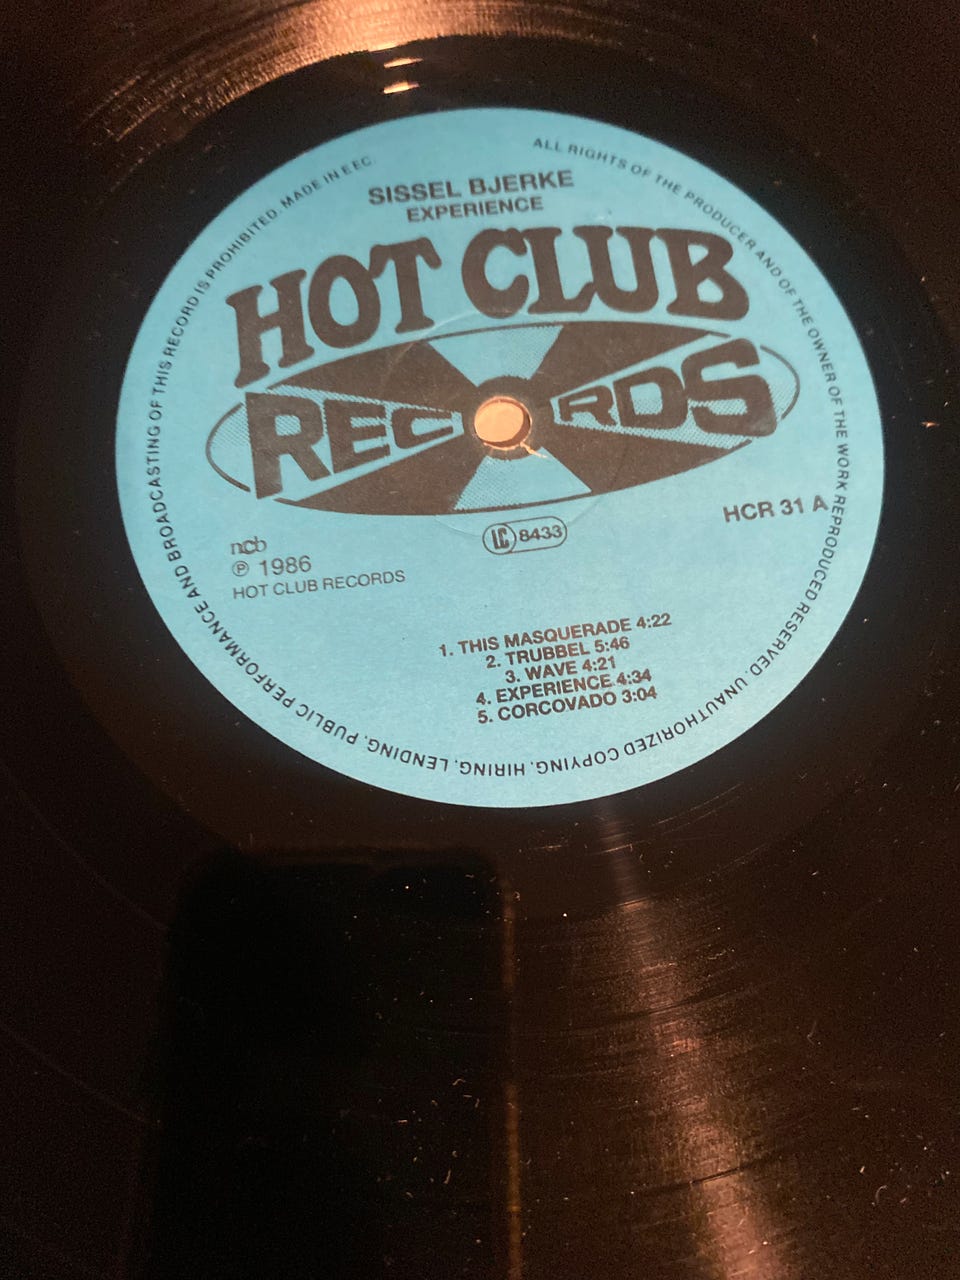 SISSEL BJERKE
EXPERIENCE
HOT CLUB
RECORDS
LC 8433
HCR 31 A
ncb
℗ 1986
HOT CLUB RECORDS
1. THIS MASQUERADE 4:22
2. TRUBBEL 5:46
3. WAVE 4:21
4. EXPERIENCE 4:34
5. CORCOVADO 3:04
ALL RIGHTS OF THE PRODUCER AND OF THE OWNER OF THE WORK REPRODUCED RESERVED. UNAUTHORIZED COPYING, HIRING, LENDING, PUBLIC PERFORMANCE AND BROADCASTING OF THIS RECORD IS PROHIBITED. MADE IN EEC.